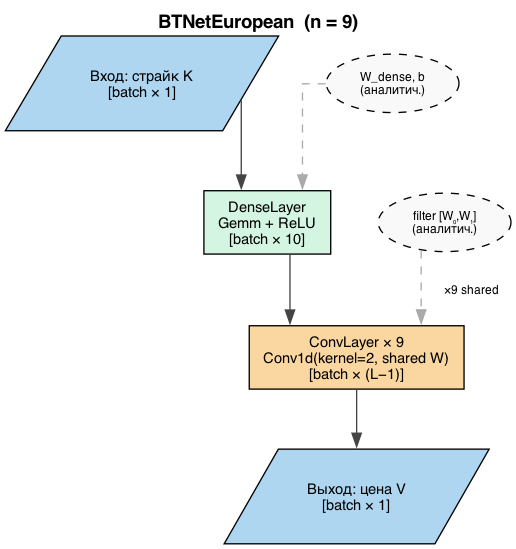 BTNetEuropean (n = 9)
Вход: страйк K
[batch × 1]
W_dense, b
(аналитич.)
DenseLayer
Gemm + ReLU
[batch × 10]
filter [W₀,W₁]
(аналитич.)
×9 shared
ConvLayer × 9
Conv1d(kernel=2, shared W)
[batch × (L−1)]
Выход: цена V
[batch × 1]